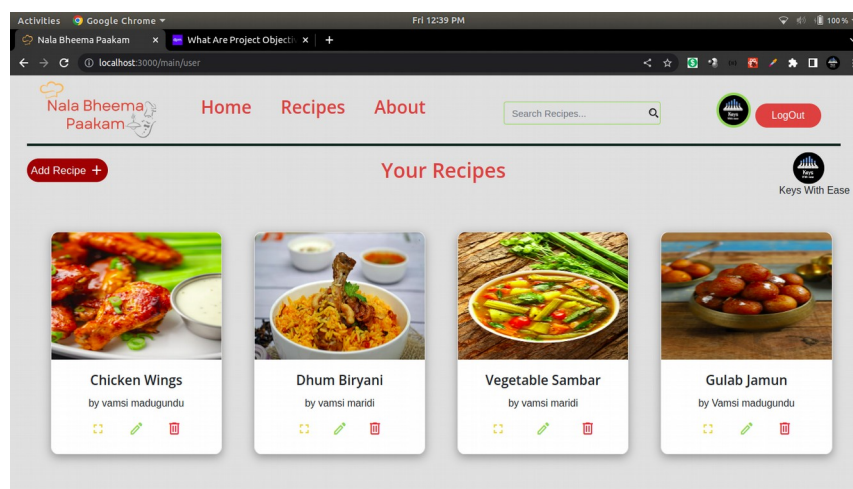 Activities Google Chrome Fri 12:39 PM 100 %
Nala Bheema Paakam What Are Project Objecti
localhost:3000/main/user
Nala Bheema
Paakam
Home Recipes About Search Recipes... LogOut
Add Recipe + Your Recipes
Keys With Ease
Chicken Wings Dhum Biryani Vegetable Sambar Gulab Jamun
by vamsi madugundu by vamsi maridi by vamsi maridi by Vamsi madugundu